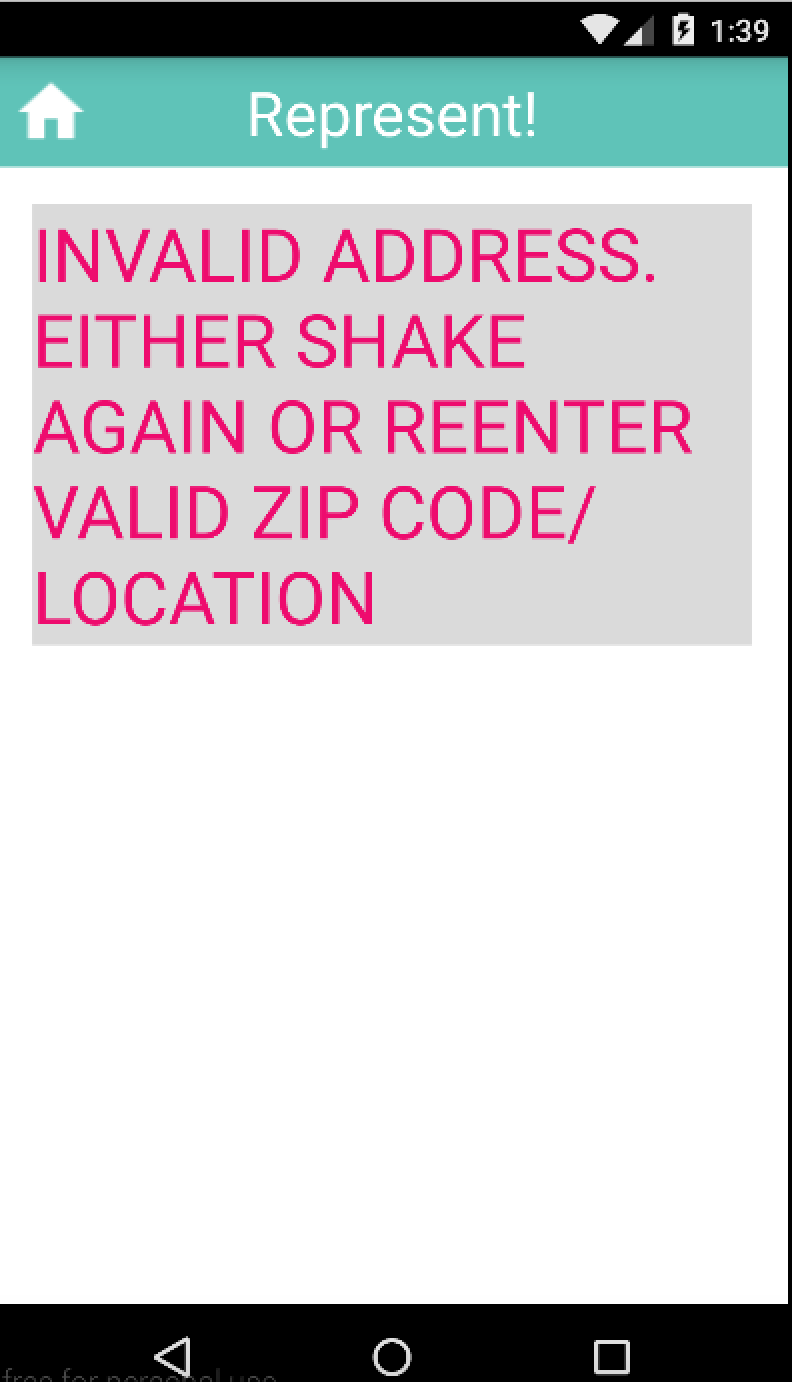 1:39
Represent!
INVALID ADDRESS.
EITHER SHAKE
AGAIN OR REENTER
VALID ZIP CODE/
LOCATION
free for personal use